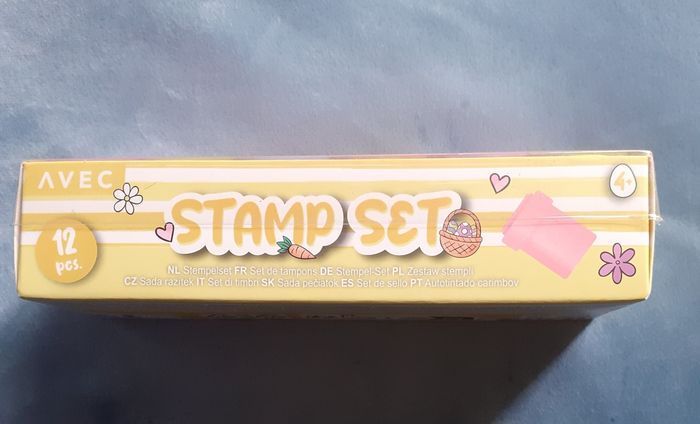 AVEC
12
pcs.
STAMP SET
4+
NL Stempelset FR Set de tampons DE Stempel-Set PL Zestaw stempli
CZ Sada razítek IT Set di timbri SK Sada pečiatok ES Set de sello PT Autotintado carimbov